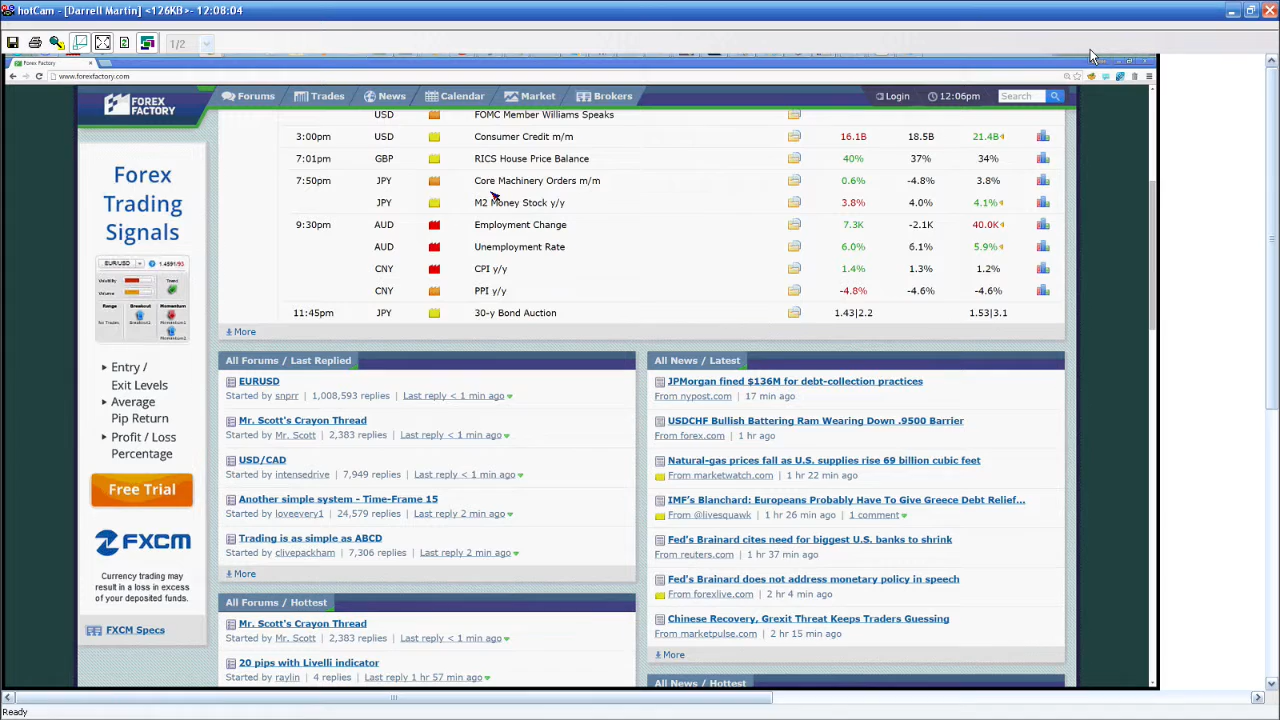 hotCam - [Darrell Martin] <126KB>- 12:08:04
1/2
Forex Factory
www.forexfactory.com
FOREX FACTORY
Forums Trades News Calendar Market Brokers Login 12:06pm Search
USD FOMC Member Williams Speaks
3:00pm USD Consumer Credit m/m 16.1B 18.5B 21.4B
7:01pm GBP RICS House Price Balance 40% 37% 34%
7:50pm JPY Core Machinery Orders m/m 0.6% -4.8% 3.8%
JPY M2 Money Stock y/y 3.8% 4.0% 4.1%
9:30pm AUD Employment Change 7.3K -2.1K 40.0K
AUD Unemployment Rate 6.0% 6.1% 5.9%
CNY CPI y/y 1.4% 1.3% 1.2%
CNY PPI y/y -4.8% -4.6% -4.6%
11:45pm JPY 30-y Bond Auction 1.43|2.2 1.53|3.1
More
Forex
Trading
Signals
EUR/USD 1.4591/93
Volatility Trend
Volume
Range Breakout Momentum
Entry /
Exit Levels
Average
Pip Return
Profit / Loss
Percentage
Free Trial
FXCM
Currency trading may
result in a loss in excess
of your deposited funds.
FXCM Specs
All Forums / Last Replied
EURUSD
Started by snprr | 1,008,593 replies | Last reply < 1 min ago
Mr. Scott's Crayon Thread
Started by Mr. Scott | 2,383 replies | Last reply < 1 min ago
USD/CAD
Started by intensedrive | 7,949 replies | Last reply < 1 min ago
Another simple system - Time-Frame 15
Started by loveevery1 | 24,579 replies | Last reply 2 min ago
Trading is as simple as ABCD
Started by clivepackham | 7,306 replies | Last reply 2 min ago
More
All Forums / Hottest
Mr. Scott's Crayon Thread
Started by Mr. Scott | 2,383 replies | Last reply < 1 min ago
20 pips with Livelli indicator
Started by raylin | 4 replies | Last reply 1 hr 57 min ago
All News / Latest
JPMorgan fined $136M for debt-collection practices
From nypost.com | 17 min ago
USDCHF Bullish Battering Ram Wearing Down .9500 Barrier
From forex.com | 1 hr ago
Natural-gas prices fall as U.S. supplies rise 69 billion cubic feet
From marketwatch.com | 1 hr 22 min ago
IMF's Blanchard: Europeans Probably Have To Give Greece Debt Relief...
From @livesquawk | 1 hr 26 min ago | 1 comment
Fed's Brainard cites need for biggest U.S. banks to shrink
From reuters.com | 1 hr 37 min ago
Fed's Brainard does not address monetary policy in speech
From forexlive.com | 2 hr 4 min ago
Chinese Recovery, Grexit Threat Keeps Traders Guessing
From marketpulse.com | 2 hr 15 min ago
More
All News / Hottest
Ready